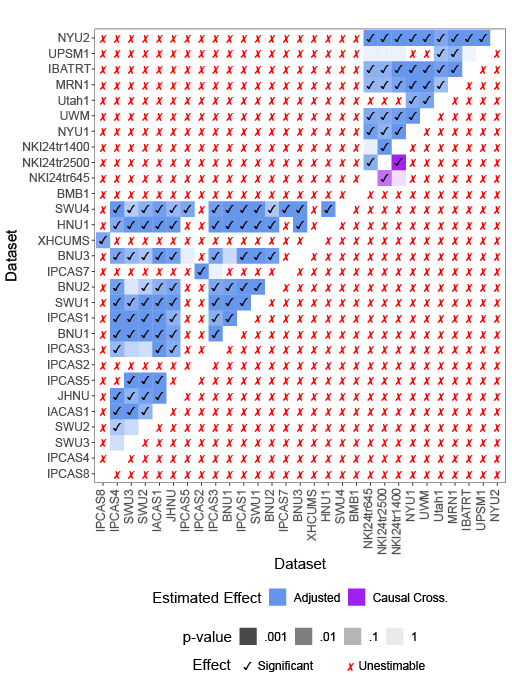 NYU2
UPSM1
IBATRT
MRN1
Utah1
UWM
NYU1
NKI24tr1400
NKI24tr2500
NKI24tr645
BMB1
SWU4
HNU1
XHCUMS
BNU3
IPCAS7
BNU2
SWU1
IPCAS1
BNU1
IPCAS3
IPCAS2
IPCAS5
JHNU
IACAS1
SWU2
SWU3
IPCAS4
IPCAS8
Dataset
IPCAS8
IPCAS4
SWU3
SWU2
IACAS1
JHNU
IPCAS5
IPCAS2
IPCAS3
BNU1
IPCAS1
SWU1
BNU2
IPCAS7
BNU3
XHCUMS
HNU1
SWU4
BMB1
NKI24tr645
NKI24tr2500
NKI24tr1400
NYU1
UWM
Utah1
MRN1
IBATRT
UPSM1
NYU2
Dataset
Estimated Effect Adjusted Causal Cross.
p-value .001 .01 .1 1
Effect ✓ Significant ✗ Unestimable